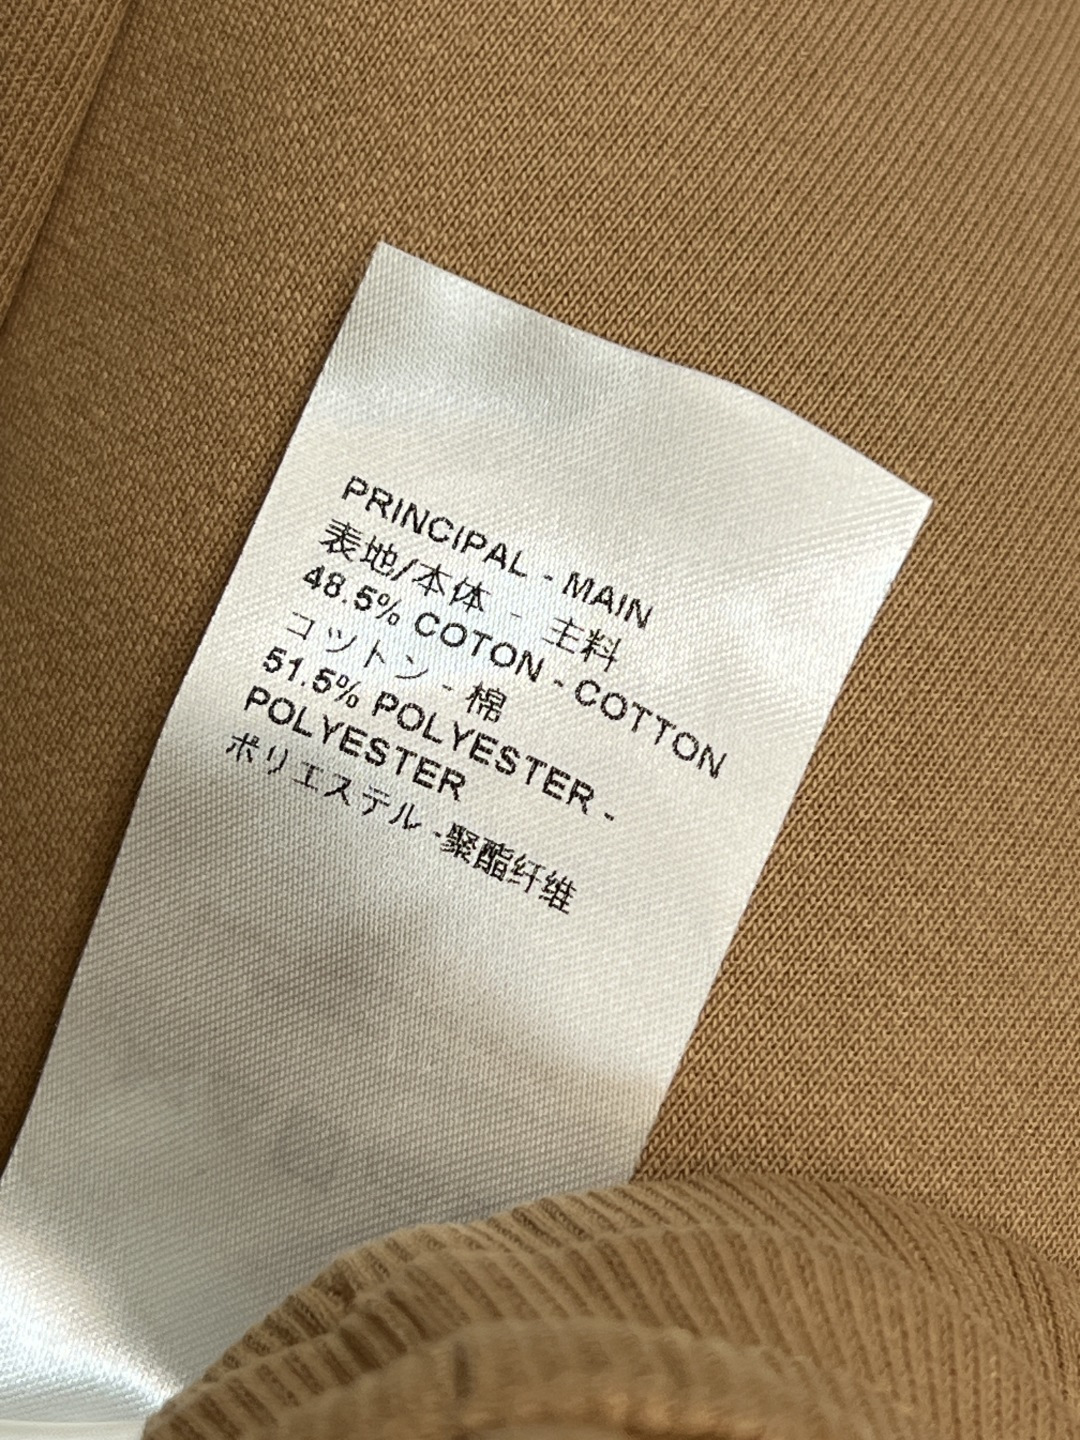 PRINCIPAL - MAIN
表地/本体 - 主料
48.5% COTON - COTTON
コットン - 棉
51.5% POLYESTER -
POLYESTER
ポリエステル -聚酯纤维